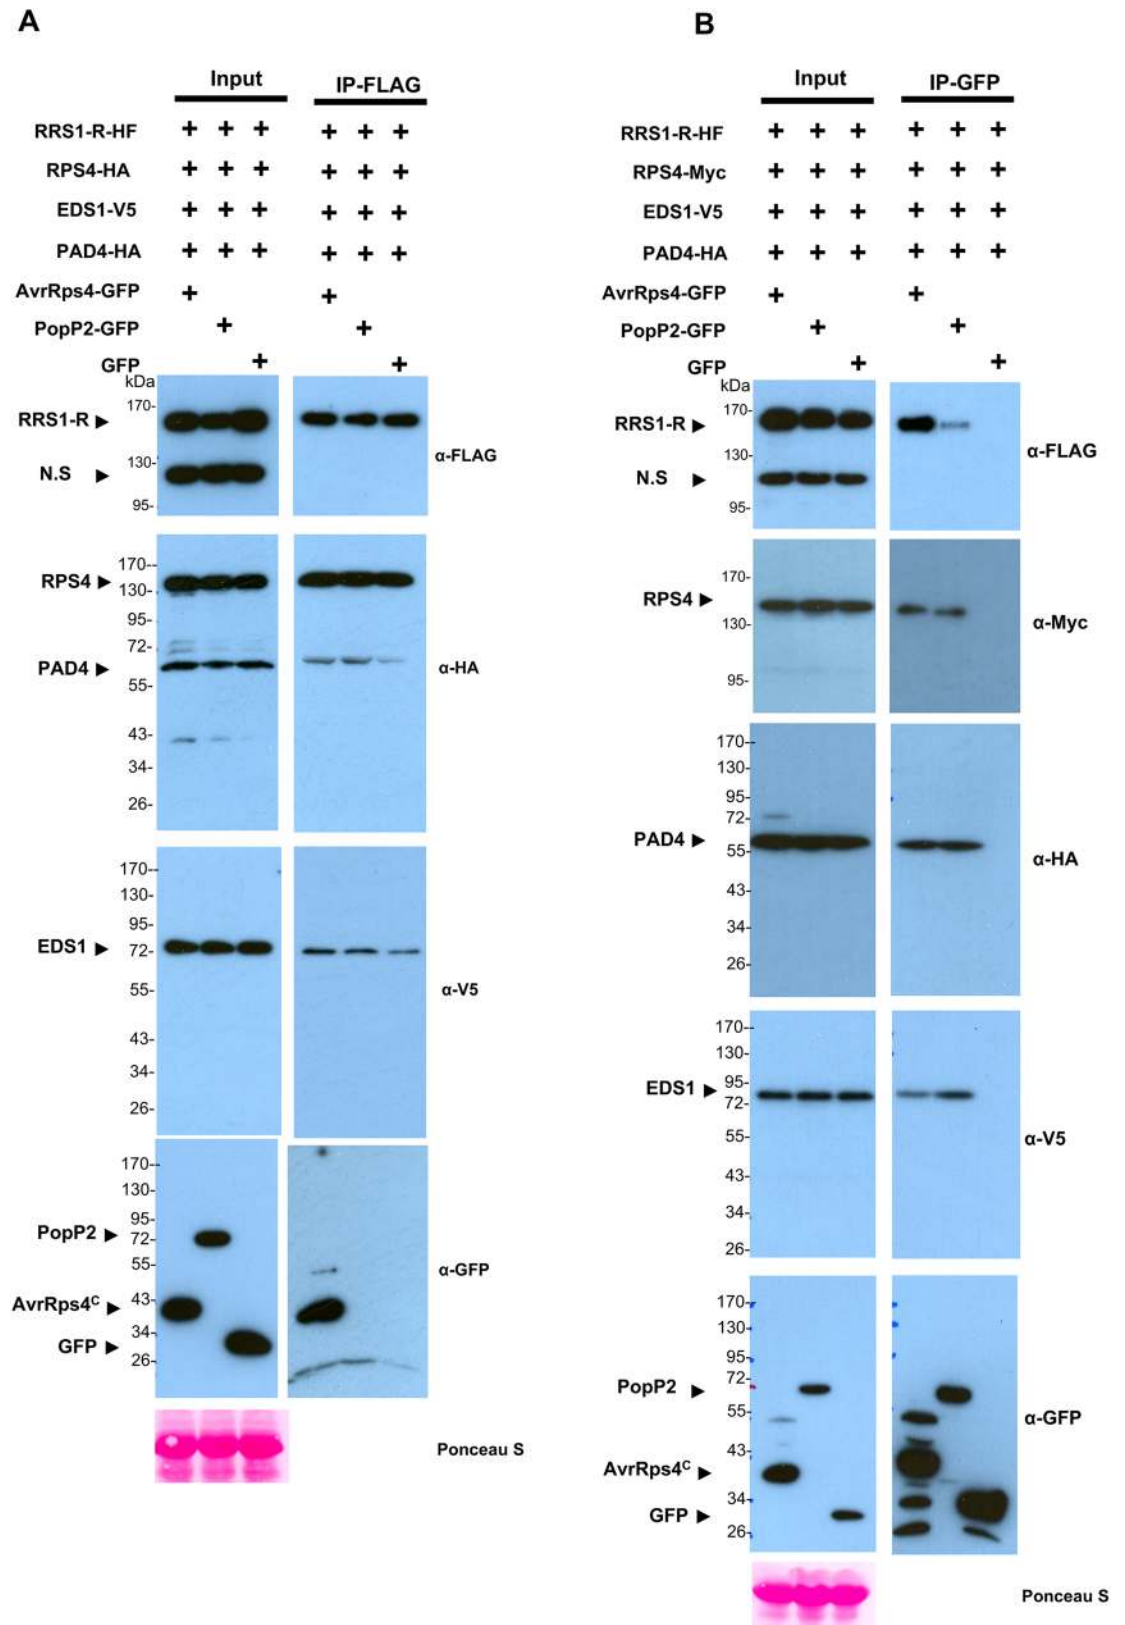 A
Input IP-FLAG
RRS1-R-HF + + + + + +
RPS4-HA + + + + + +
EDS1-V5 + + + + + +
PAD4-HA + + + + + +
AvrRps4-GFP + +
PopP2-GFP + +
GFP + +
kDa
170-
RRS1-R ►
130-
N.S ►
95-
α-FLAG
170-
RPS4 ►
130-
95-
72-
PAD4 ►
55-
43-
34-
26-
α-HA
170-
130-
95-
EDS1 ►
72-
55-
43-
34-
26-
α-V5
170-
130-
95-
PopP2 ►
72-
55-
43-
AvrRps4ᶜ ►
34-
GFP ►
26-
α-GFP
Ponceau S
B
Input IP-GFP
RRS1-R-HF + + + + + +
RPS4-Myc + + + + + +
EDS1-V5 + + + + + +
PAD4-HA + + + + + +
AvrRps4-GFP + +
PopP2-GFP + +
GFP + +
kDa
170-
RRS1-R ►
130-
N.S ►
95-
α-FLAG
170-
RPS4 ►
130-
95-
α-Myc
170-
130-
95-
72-
PAD4 ►
55-
43-
34-
26-
α-HA
170-
130-
95-
EDS1 ►
72-
55-
43-
34-
26-
α-V5
170-
130-
95-
72-
PopP2 ►
55-
43-
AvrRps4ᶜ ►
34-
GFP ►
26-
α-GFP
Ponceau S